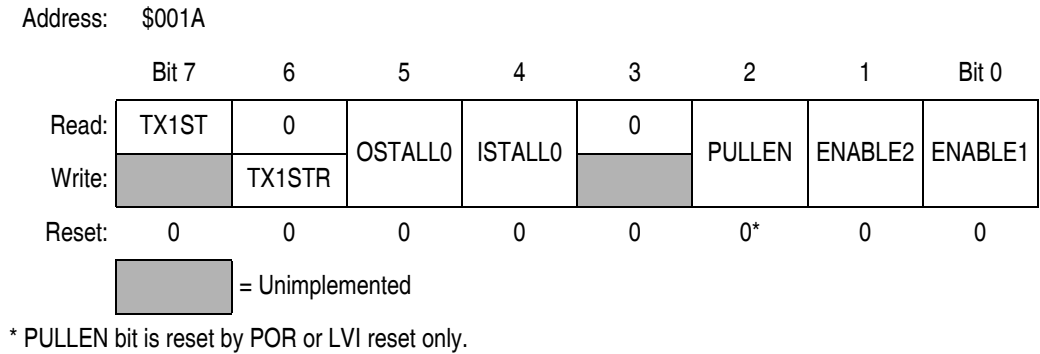 Address: $001A
Bit 7 6 5 4 3 2 1 Bit 0
Read: TX1ST 0 OSTALL0 ISTALL0 0 PULLEN ENABLE2 ENABLE1
Write: TX1STR
Reset: 0 0 0 0 0 0* 0 0
= Unimplemented
* PULLEN bit is reset by POR or LVI reset only.